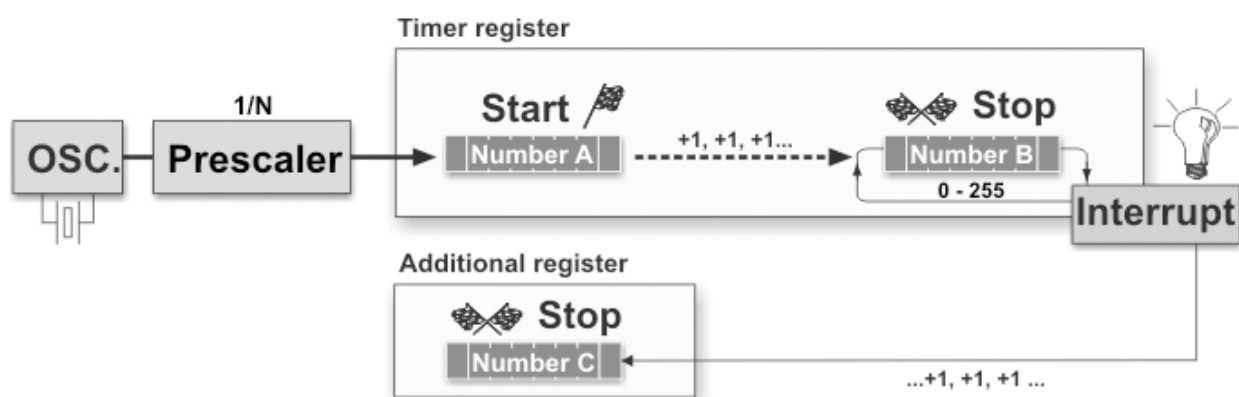 Timer register
1/N
Start
Stop
OSC.
Prescaler
Number A
+1, +1, +1...
Number B
0 - 255
Interrupt
Additional register
Stop
Number C
...+1, +1, +1 ...